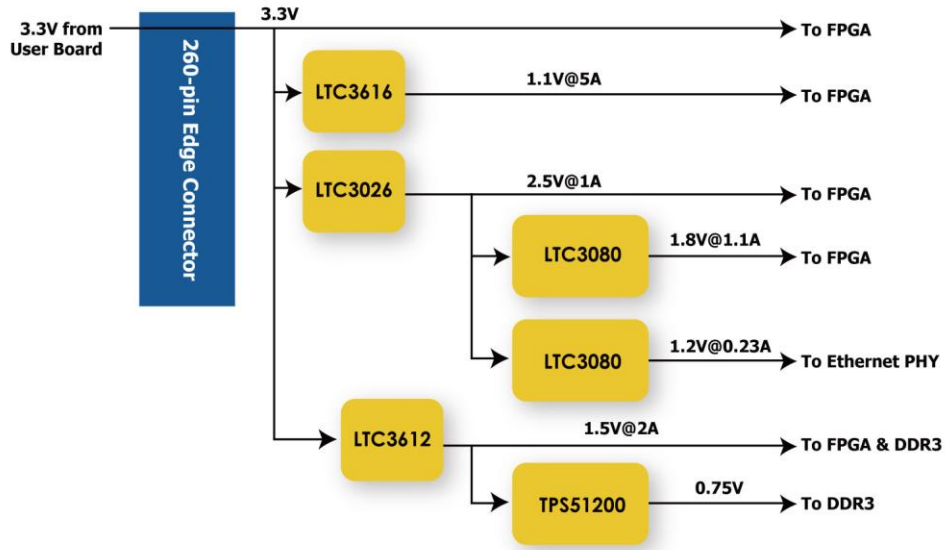 3.3V from
User Board
260-pin Edge Connector
3.3V
To FPGA
LTC3616
1.1V@5A
To FPGA
LTC3026
2.5V@1A
To FPGA
LTC3080
1.8V@1.1A
To FPGA
LTC3080
1.2V@0.23A
To Ethernet PHY
LTC3612
1.5V@2A
To FPGA & DDR3
TPS51200
0.75V
To DDR3